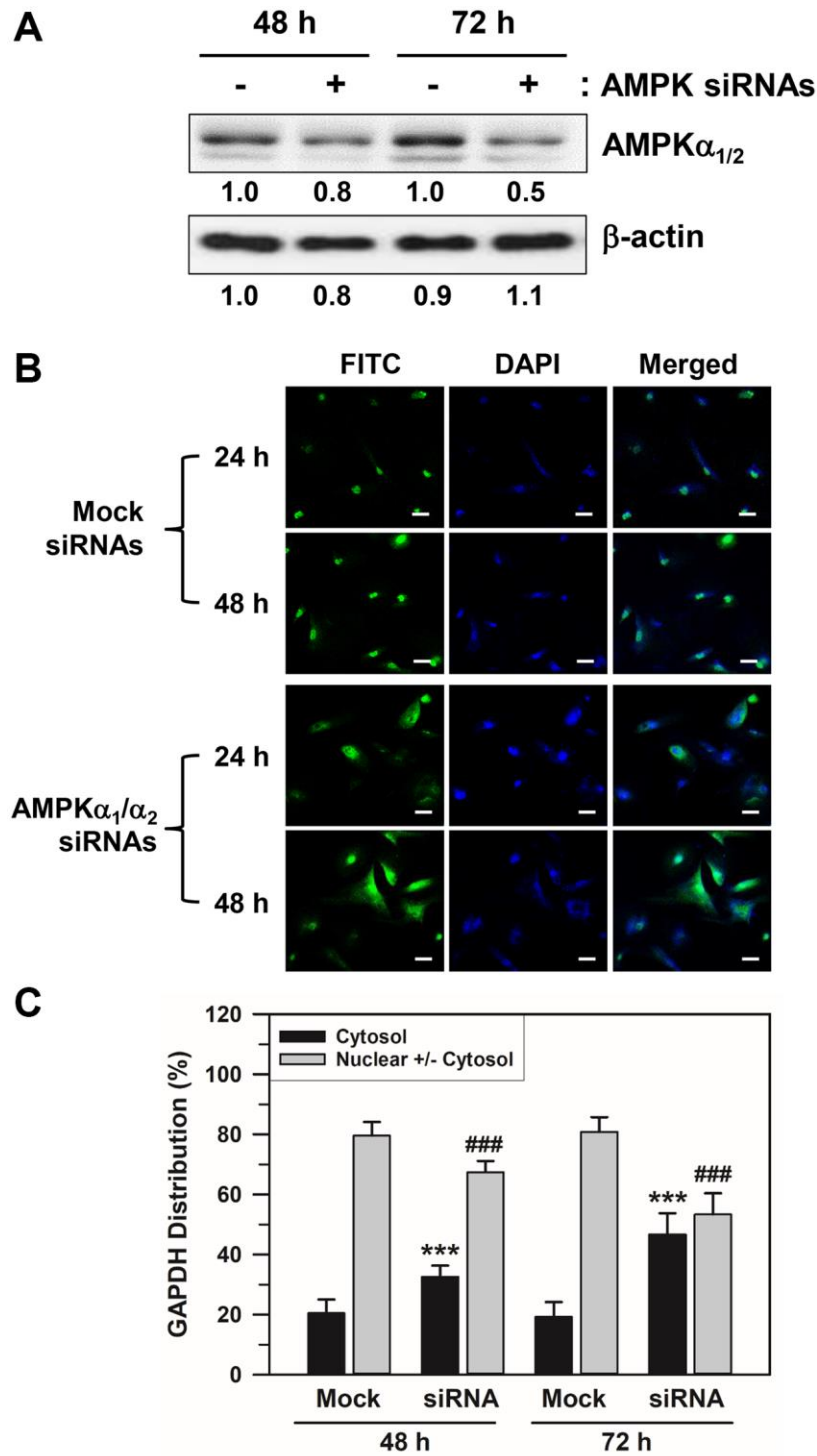 A
48 h 72 h
- + - + : AMPK siRNAs
AMPKα1/2
1.0 0.8 1.0 0.5
β-actin
1.0 0.8 0.9 1.1
B
FITC DAPI Merged
24 h
Mock
siRNAs
48 h
24 h
AMPKα1/α2
siRNAs
48 h
C
120
Cytosol
Nuclear +/- Cytosol
100
80
60
40
20
0
GAPDH Distribution (%)
###
***
***
###
Mock siRNA Mock siRNA
48 h 72 h